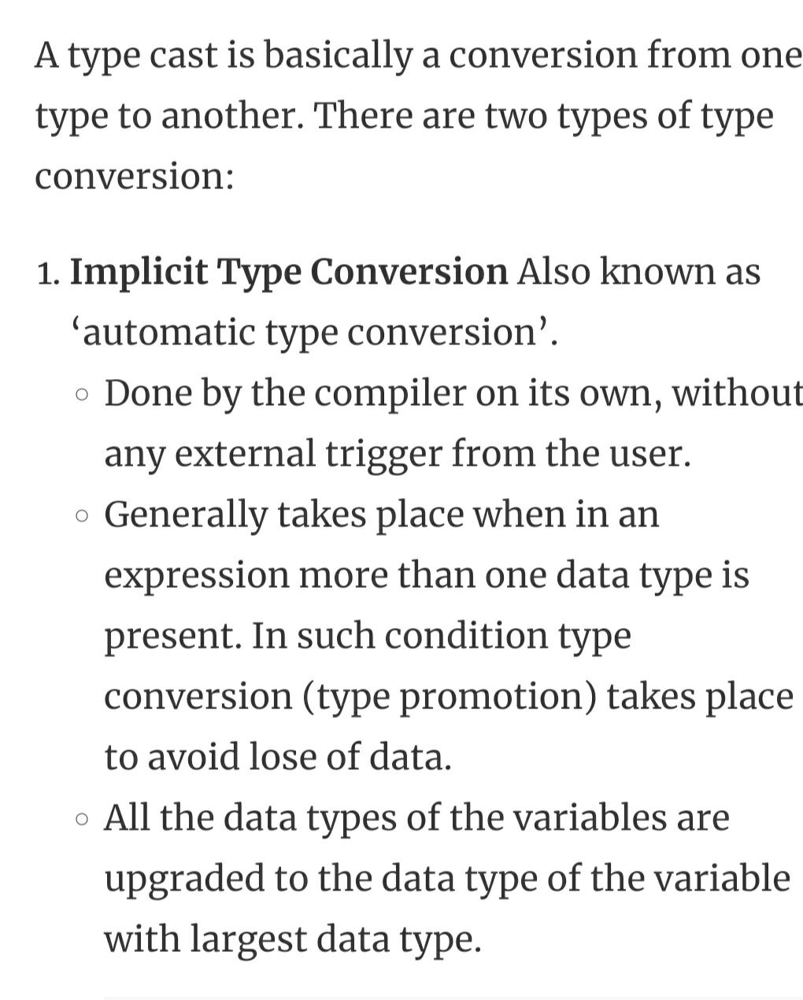 A type cast is basically a conversion from one
type to another. There are two types of type
conversion:
1. Implicit Type Conversion Also known as
‘automatic type conversion’.
○ Done by the compiler on its own, without
any external trigger from the user.
○ Generally takes place when in an
expression more than one data type is
present. In such condition type
conversion (type promotion) takes place
to avoid lose of data.
○ All the data types of the variables are
upgraded to the data type of the variable
with largest data type.